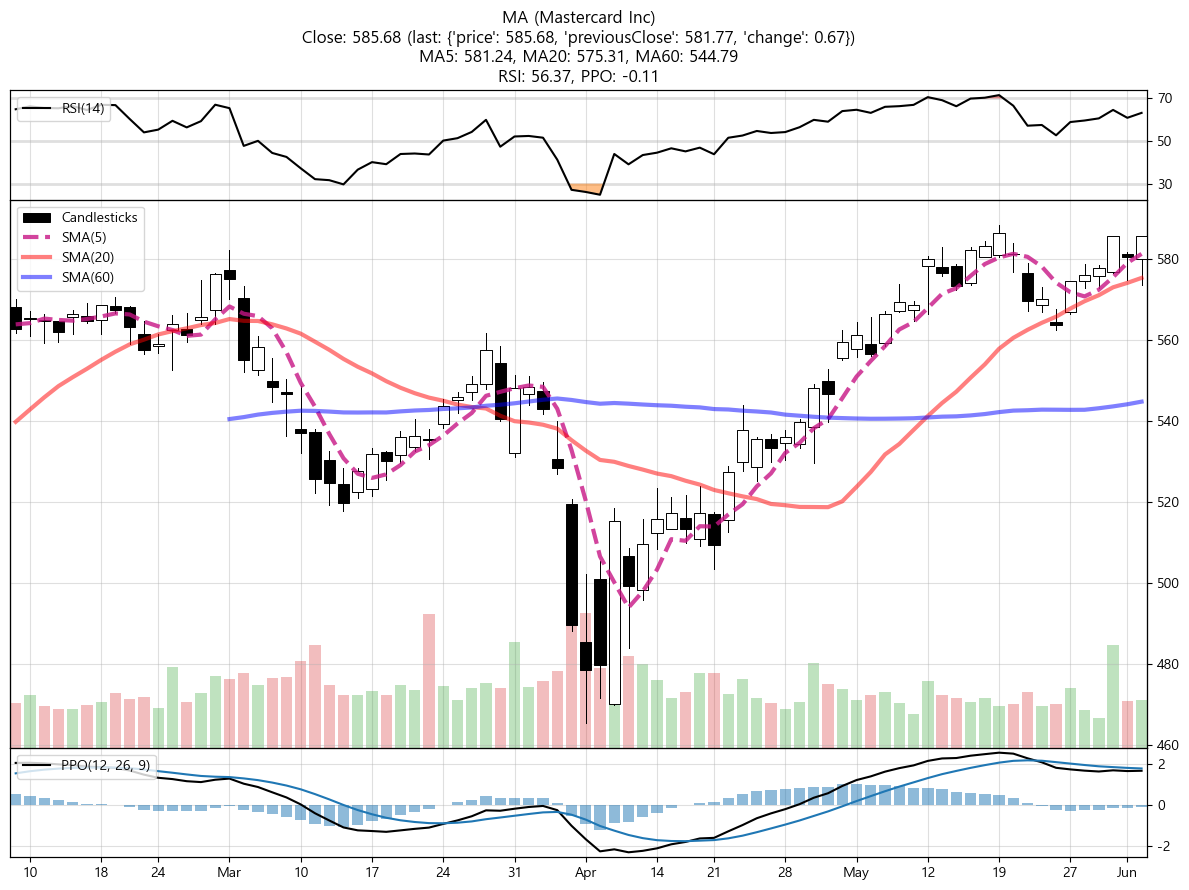 MA (Mastercard Inc)
Close: 585.68 (last: {'price': 585.68, 'previousClose': 581.77, 'change': 0.67})
MA5: 581.24, MA20: 575.31, MA60: 544.79
RSI: 56.37, PPO: -0.11
RSI(14)
70
50
30
Candlesticks
SMA(5)
SMA(20)
SMA(60)
580
560
540
520
500
480
460
PPO(12, 26, 9)
2
0
-2
10 18 24 Mar 10 17 24 31 Apr 14 21 28 May 12 19 27 Jun